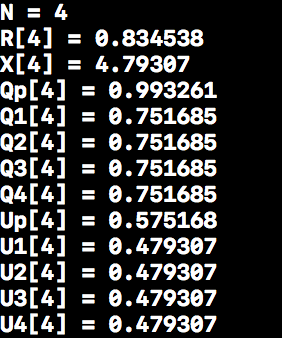 N = 4
R[4] = 0.834538
X[4] = 4.79307
Qp[4] = 0.993261
Q1[4] = 0.751685
Q2[4] = 0.751685
Q3[4] = 0.751685
Q4[4] = 0.751685
Up[4] = 0.575168
U1[4] = 0.479307
U2[4] = 0.479307
U3[4] = 0.479307
U4[4] = 0.479307